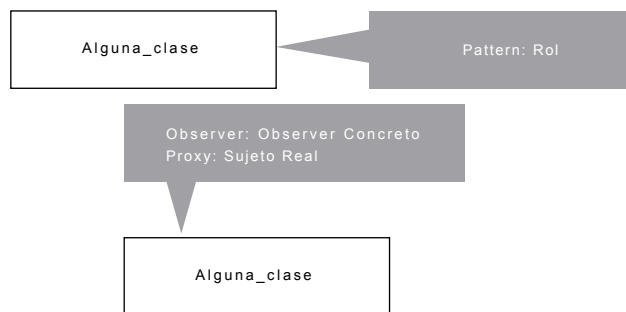 Alguna_clase
Pattern: Rol
Observer: Observer Concreto
Proxy: Sujeto Real
Alguna_clase